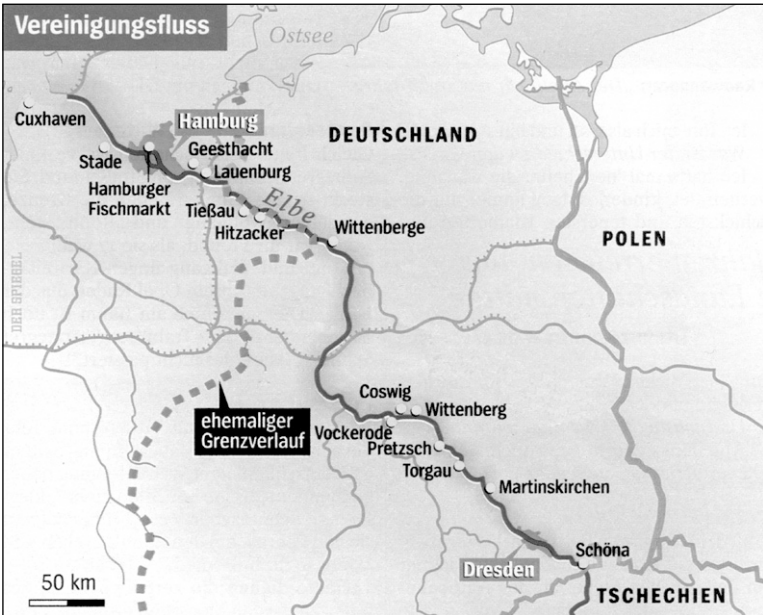 Vereinigungsfluss
Ostsee
Cuxhaven
Hamburg
DEUTSCHLAND
Stade
Geesthacht
Lauenburg
Hamburger
Fischmarkt
Elbe
Tießau
Hitzacker
Wittenberge
POLEN
DER SPIEGEL
Coswig
Wittenberg
ehemaliger
Grenzverlauf
Vockerode
Pretzsch
Torgau
Martinskirchen
Schöna
Dresden
50 km
TSCHECHIEN